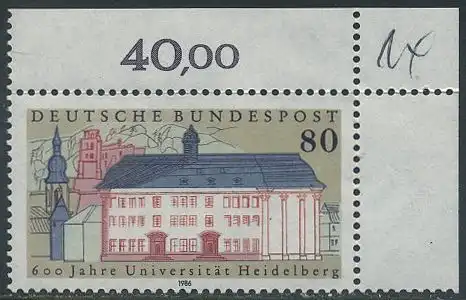 40,00
DEUTSCHE BUNDESPOST
80
600 Jahre Universität Heidelberg
1986